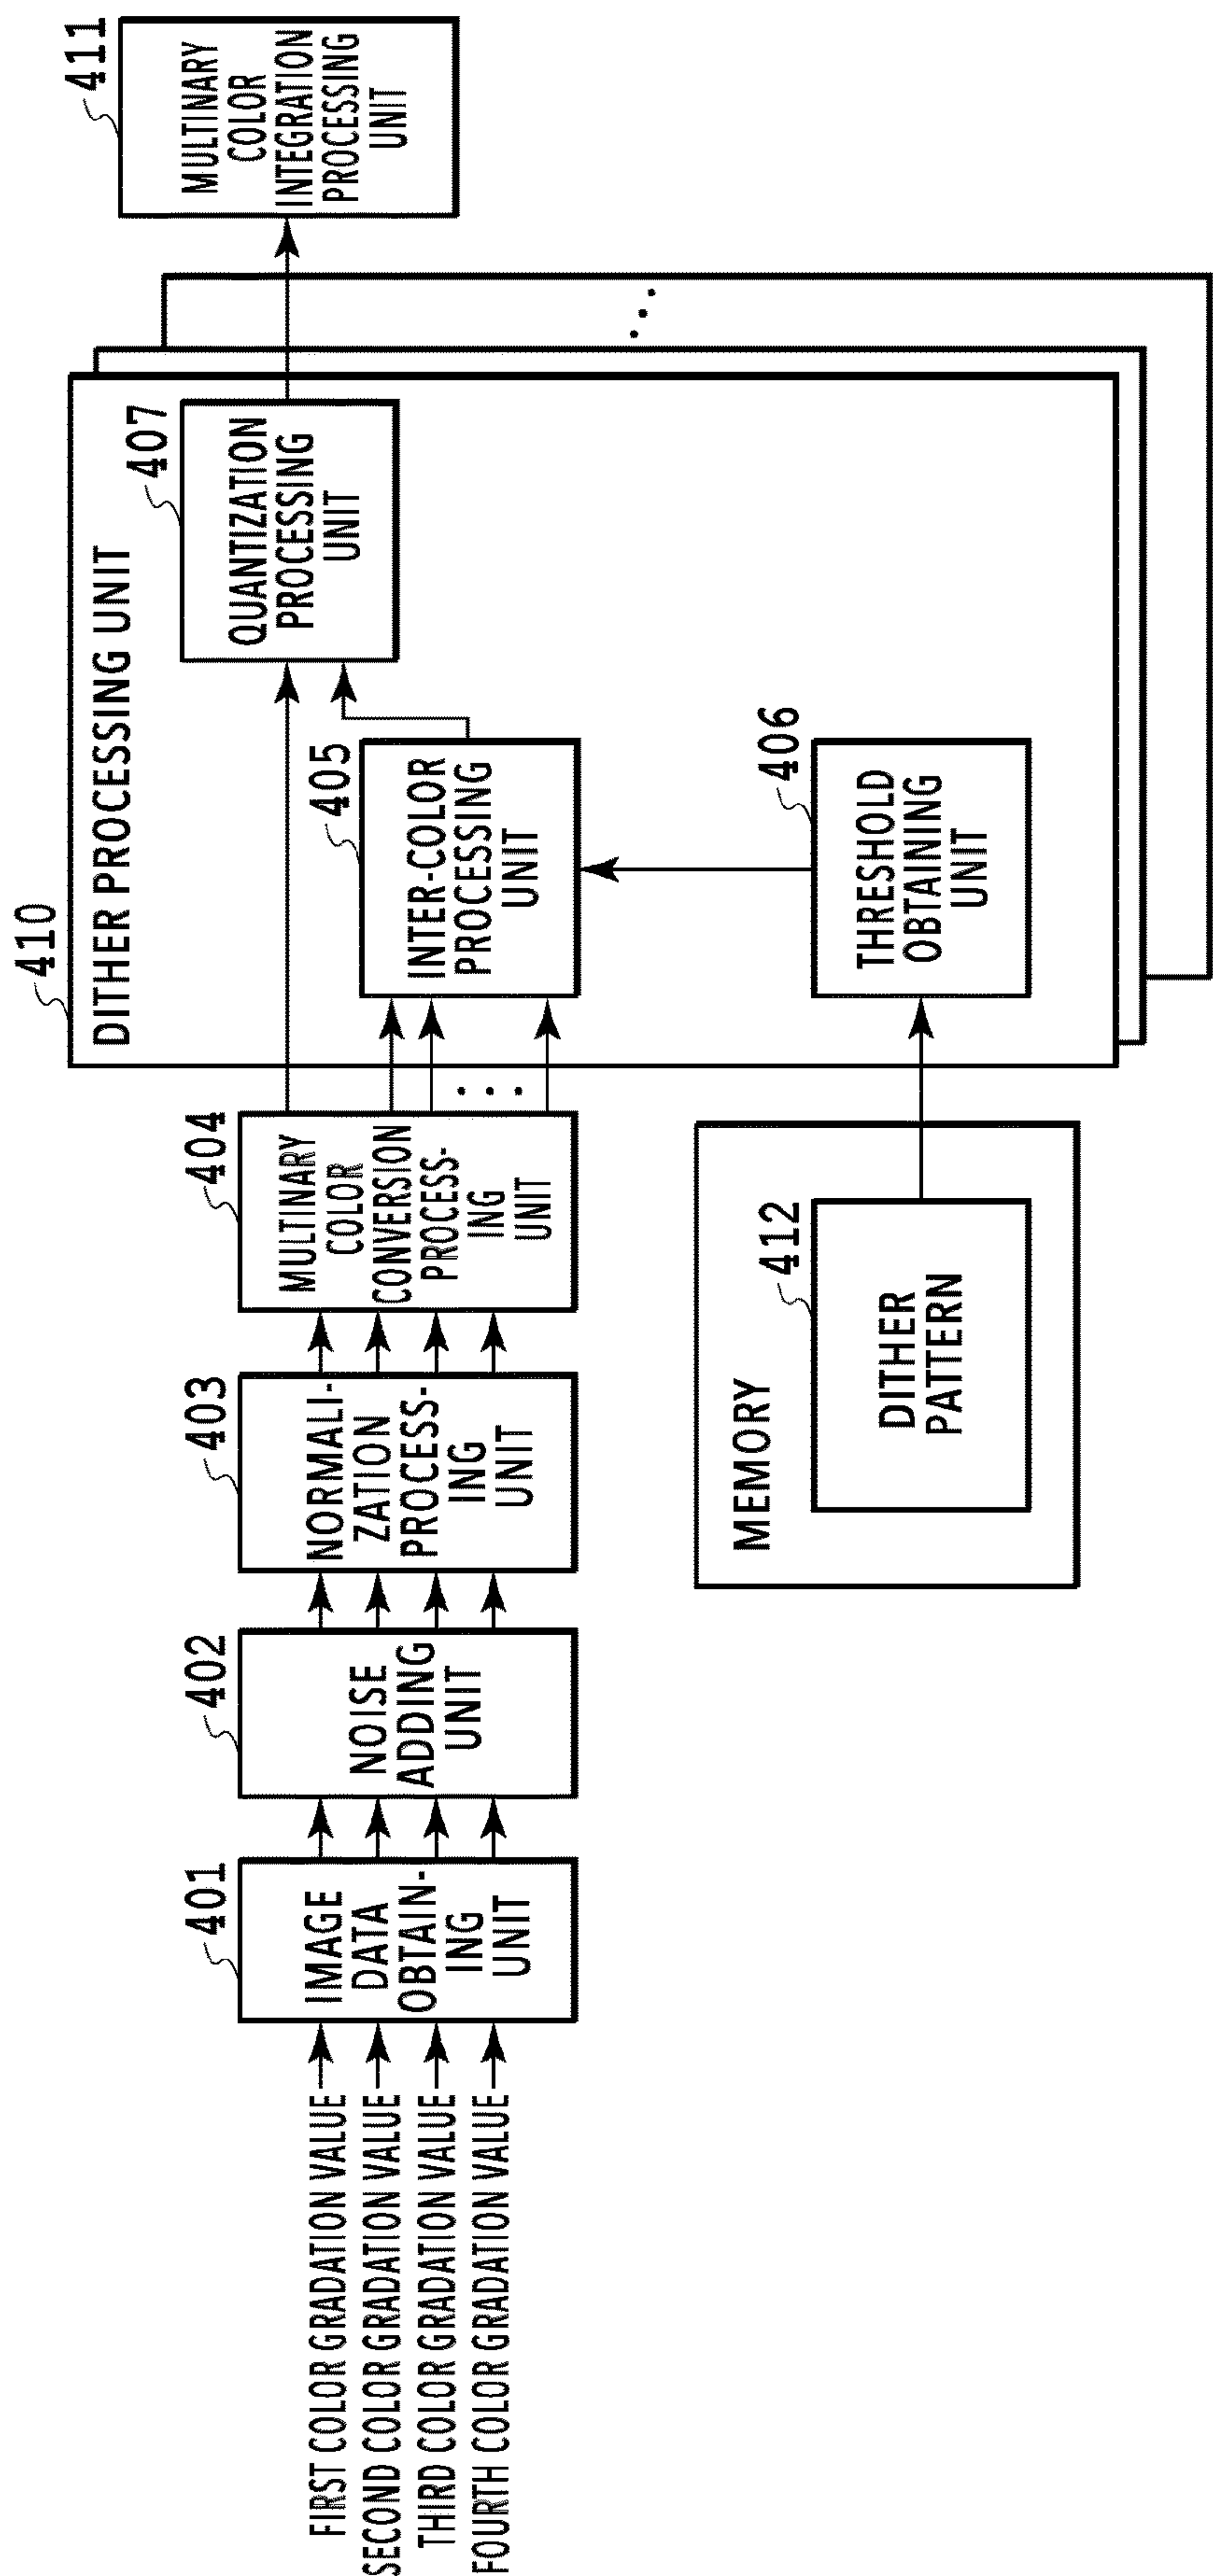 FIRST COLOR GRADATION VALUE
SECOND COLOR GRADATION VALUE
THIRD COLOR GRADATION VALUE
FOURTH COLOR GRADATION VALUE
401
IMAGE
DATA
OBTAIN-
ING
UNIT
402
NOISE
ADDING
UNIT
403
NORMALI-
ZATION
PROCESS-
ING
UNIT
404
MULTINARY
COLOR
CONVERSION
PROCESS-
ING
UNIT
410
DITHER PROCESSING UNIT
405
INTER-COLOR
PROCESSING
UNIT
407
QUANTIZATION
PROCESSING
UNIT
406
THRESHOLD
OBTAINING
UNIT
411
MULTINARY
COLOR
INTEGRATION
PROCESSING
UNIT
MEMORY
412
DITHER
PATTERN